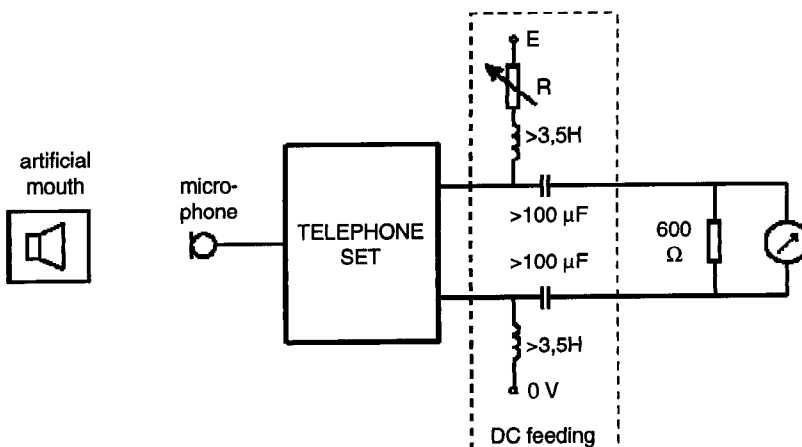 E
R
>3,5H
artificial
mouth
micro-
phone
TELEPHONE
SET
>100 µF
>100 µF
600
Ω
>3,5H
0 V
DC feeding